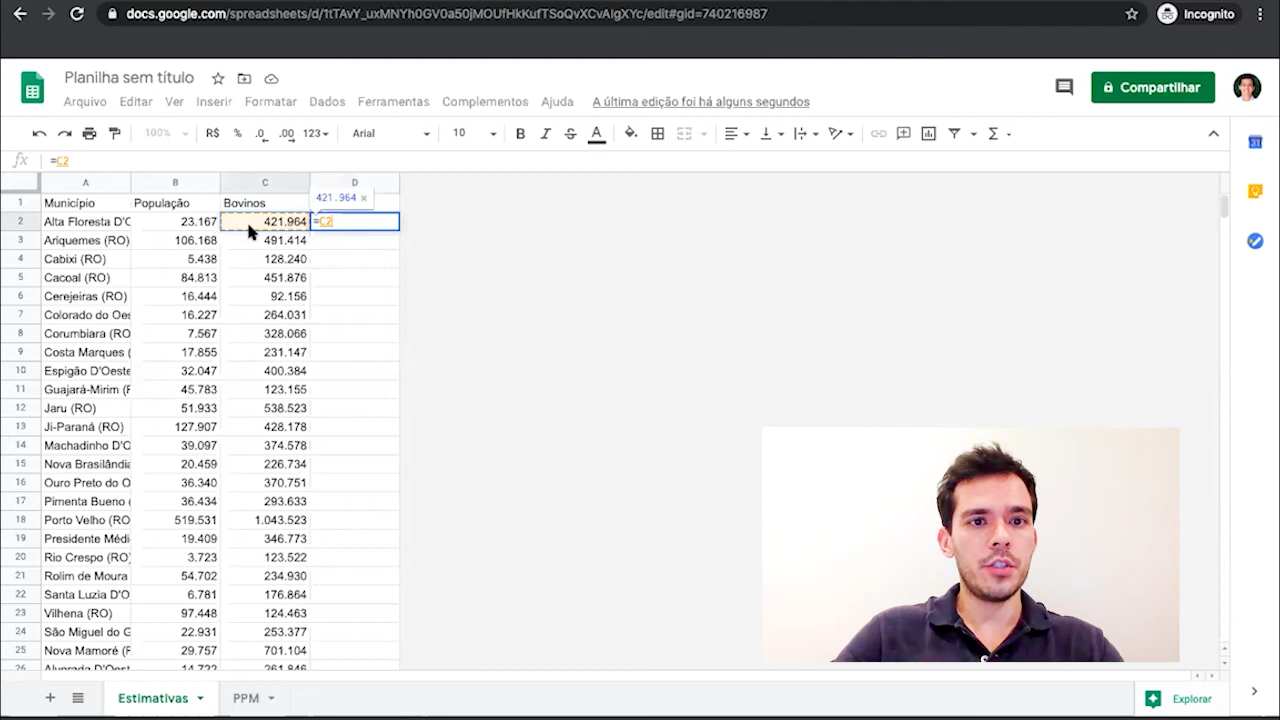 docs.google.com/spreadsheets/d/1tTAvY_uxMNYh0GV0a50jMOUfHkKufTSoQvXCvAlgXYc/edit#gid=740216987
Incognito
Planilha sem título
Arquivo Editar Ver Inserir Formatar Dados Ferramentas Complementos Ajuda A última edição foi há alguns segundos
Compartilhar
100% R$ % .0 .00 123 Arial 10 B I S A Σ
31
fx =C2
A B C D
421.964 ×
1 Município População Bovinos
2 Alta Floresta D'O 23.167 421.964 =C2
3 Ariquemes (RO) 106.168 491.414
4 Cabixi (RO) 5.438 128.240
5 Cacoal (RO) 84.813 451.876
6 Cerejeiras (RO) 16.444 92.156
7 Colorado do Oes 16.227 264.031
8 Corumbiara (RO 7.567 328.066
9 Costa Marques ( 17.855 231.147
10 Espigão D'Oeste 32.047 400.384
11 Guajará-Mirim (F 45.783 123.155
12 Jaru (RO) 51.933 538.523
13 Ji-Paraná (RO) 127.907 428.178
14 Machadinho D'O 39.097 374.578
15 Nova Brasilândia 20.459 226.734
16 Ouro Preto do O 36.340 370.751
17 Pimenta Bueno ( 36.434 293.633
18 Porto Velho (RO 519.531 1.043.523
19 Presidente Médi 19.409 346.773
20 Rio Crespo (RO) 3.723 123.522
21 Rolim de Moura 54.702 234.930
22 Santa Luzia D'O 6.781 176.864
23 Vilhena (RO) 97.448 124.463
24 São Miguel do G 22.931 253.377
25 Nova Mamoré (F 29.757 701.104
26 Alvorada D'Oest 14.722 261.846
+ Estimativas PPM Explorar